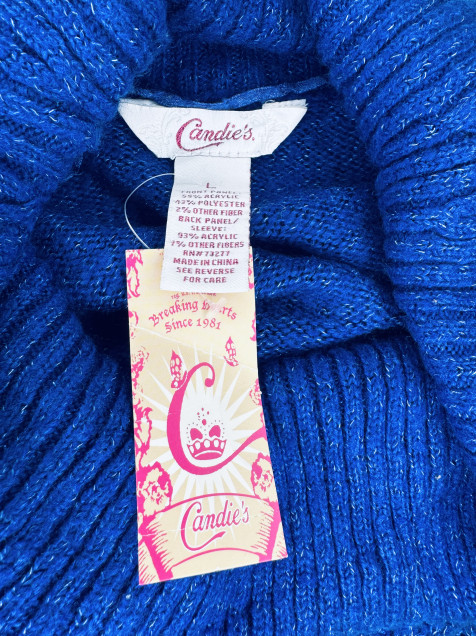 Candie's
L
FRONT PANEL
% ACRYLIC
43% POLYESTER
2% OTHER FIBER
BACK PANEL/
SLEEVE:
93% ACRYLIC
7% OTHER FIBERS
RN#73277
MADE IN CHINA
SEE REVERSE
FOR CARE
Breaking Hearts
Since 1981
C
Candie's